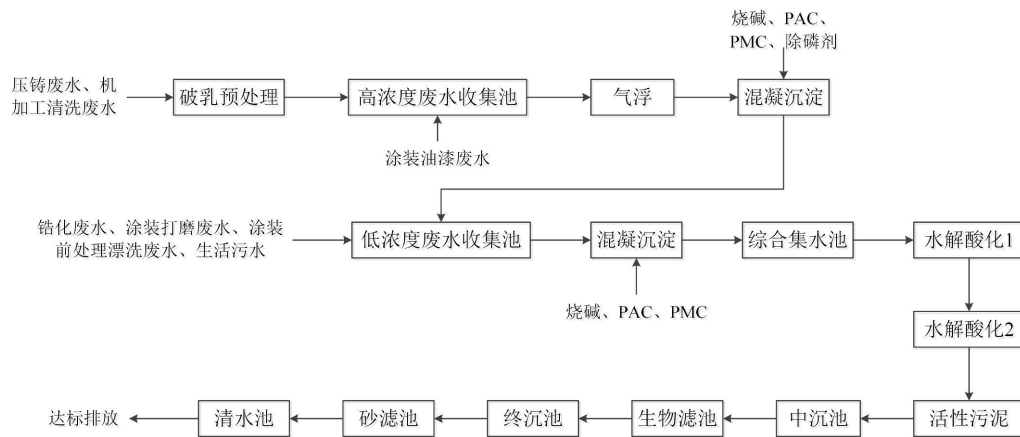 烧碱、PAC、
PMC、除磷剂
压铸废水、机
加工清洗废水
破乳预处理
高浓度废水收集池
气浮
混凝沉淀
涂装油漆废水
锆化废水、涂装打磨废水、涂装
前处理漂洗废水、生活污水
低浓度废水收集池
混凝沉淀
综合集水池
水解酸化1
烧碱、PAC、PMC
水解酸化2
达标排放
清水池
砂滤池
终沉池
生物滤池
中沉池
活性污泥